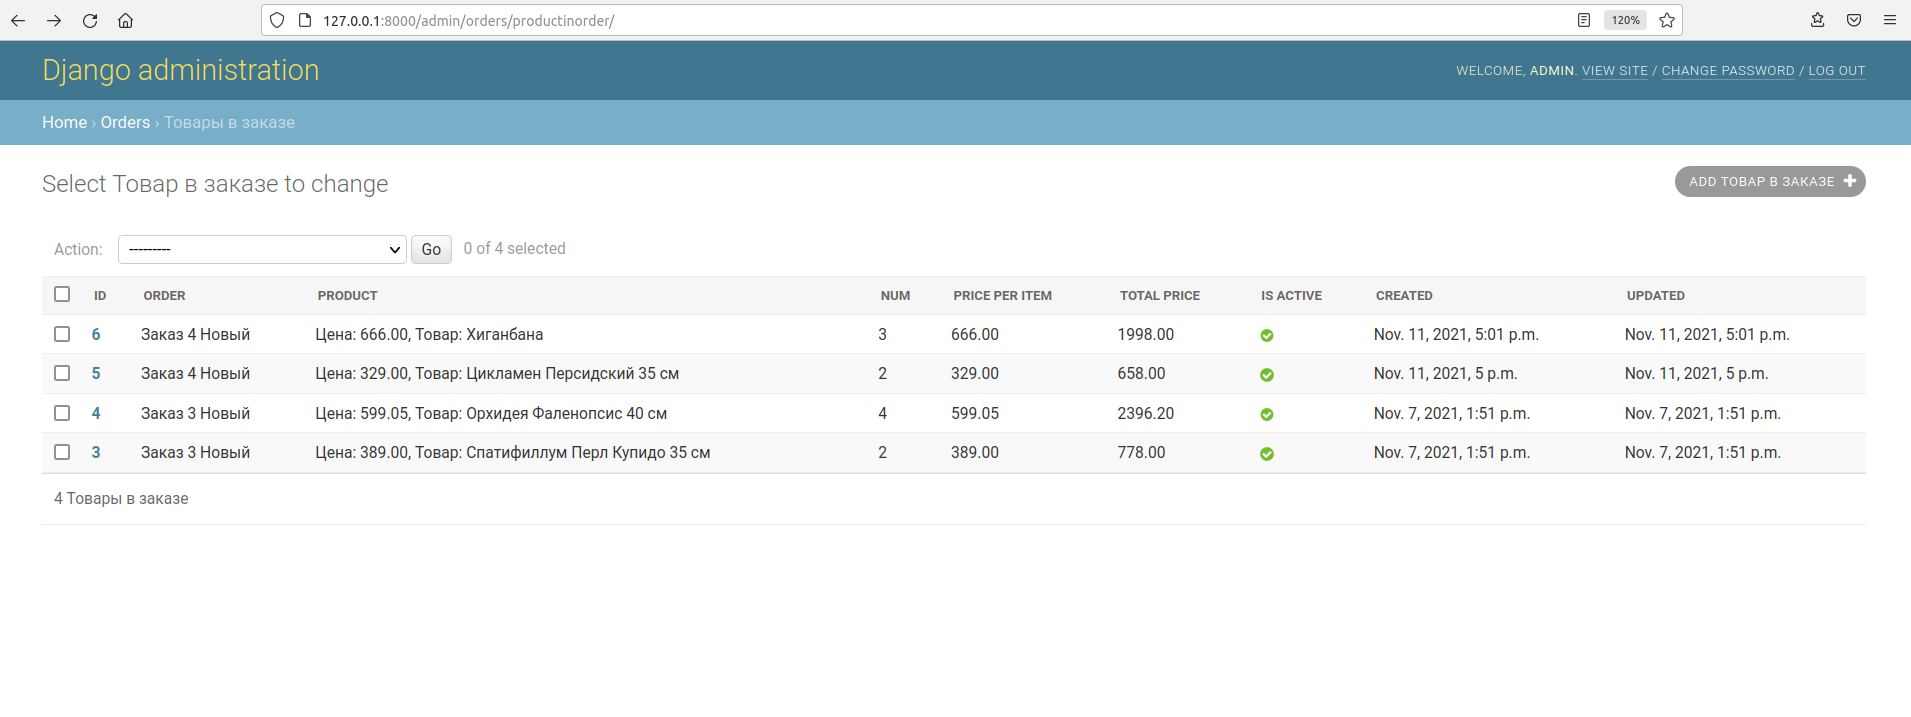 127.0.0.1:8000/admin/orders/productinorder/ 120%
Django administration WELCOME, ADMIN. VIEW SITE / CHANGE PASSWORD / LOG OUT
Home › Orders › Товары в заказе
Select Товар в заказе to change ADD ТОВАР В ЗАКАЗЕ
Action: --------- Go 0 of 4 selected
ID ORDER PRODUCT NUM PRICE PER ITEM TOTAL PRICE IS ACTIVE CREATED UPDATED
6 Заказ 4 Новый Цена: 666.00, Товар: Хиганбана 3 666.00 1998.00 Nov. 11, 2021, 5:01 p.m. Nov. 11, 2021, 5:01 p.m.
5 Заказ 4 Новый Цена: 329.00, Товар: Цикламен Персидский 35 см 2 329.00 658.00 Nov. 11, 2021, 5 p.m. Nov. 11, 2021, 5 p.m.
4 Заказ 3 Новый Цена: 599.05, Товар: Орхидея Фаленопсис 40 см 4 599.05 2396.20 Nov. 7, 2021, 1:51 p.m. Nov. 7, 2021, 1:51 p.m.
3 Заказ 3 Новый Цена: 389.00, Товар: Спатифиллум Перл Купидо 35 см 2 389.00 778.00 Nov. 7, 2021, 1:51 p.m. Nov. 7, 2021, 1:51 p.m.
4 Товары в заказе